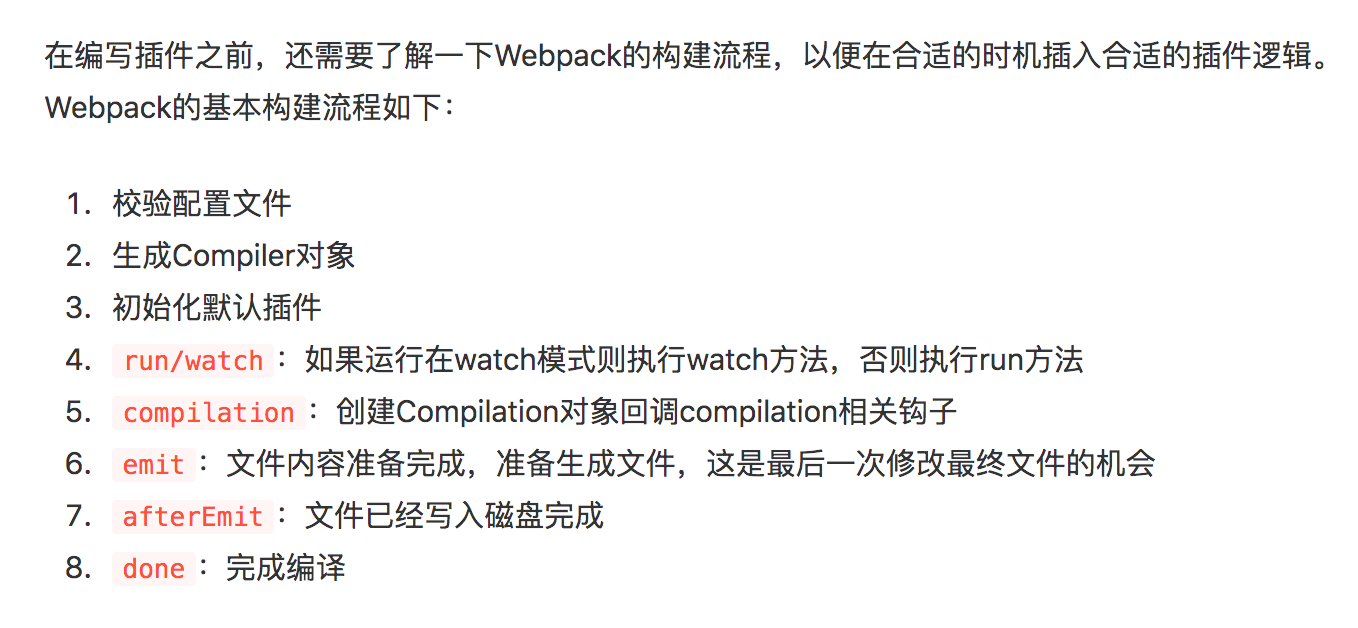 在编写插件之前，还需要了解一下Webpack的构建流程，以便在合适的时机插入合适的插件逻辑。
Webpack的基本构建流程如下：
1. 校验配置文件
2. 生成Compiler对象
3. 初始化默认插件
4. run/watch：如果运行在watch模式则执行watch方法，否则执行run方法
5. compilation：创建Compilation对象回调compilation相关钩子
6. emit：文件内容准备完成，准备生成文件，这是最后一次修改最终文件的机会
7. afterEmit：文件已经写入磁盘完成
8. done：完成编译